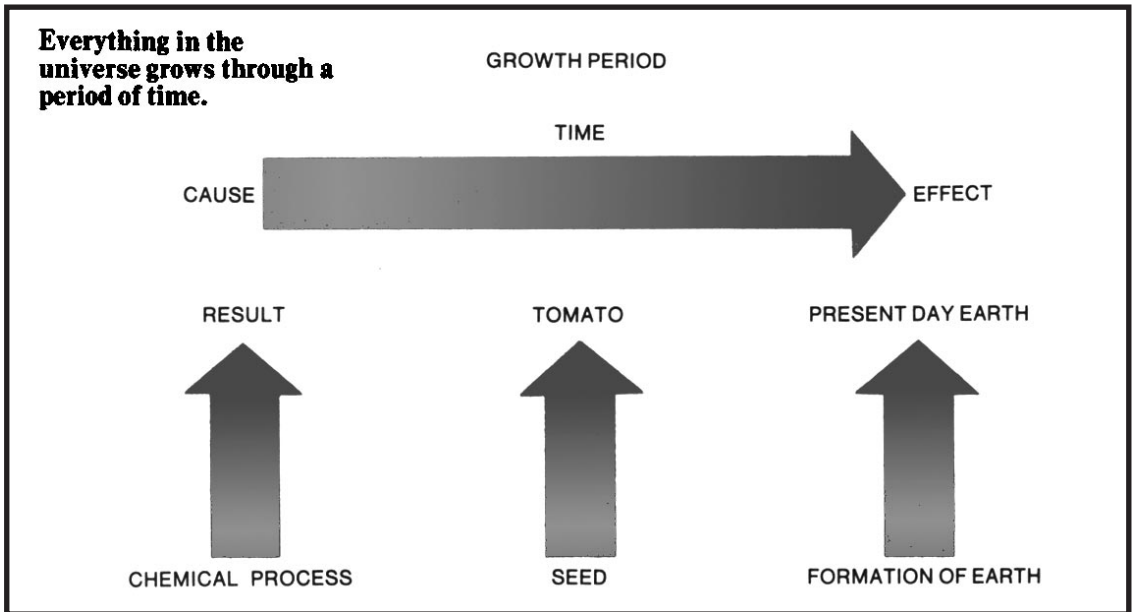 Everything in the
universe grows through a
period of time.
GROWTH PERIOD
TIME
CAUSE
EFFECT
RESULT
TOMATO
PRESENT DAY EARTH
CHEMICAL PROCESS
SEED
FORMATION OF EARTH